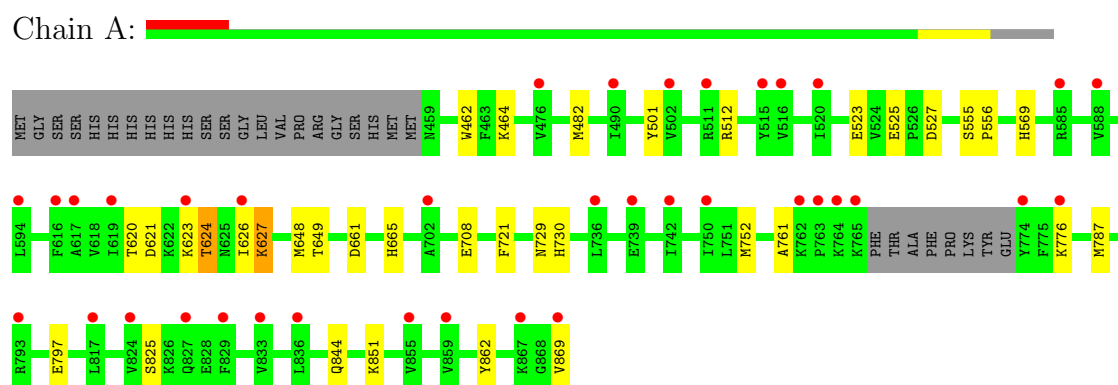 Chain A:
MET GLY SER SER HIS HIS HIS HIS HIS HIS SER SER GLY LEU VAL PRO ARG GLY SER HIS MET MET N459 W462 F463 K464 V476 M482 I490 Y501 V502 R511 R512 Y515 V516 I520 E523 V524 E525 P526 D527 S555 P556 H569 R585 V588
L594 F616 A617 V618 I619 T620 D621 K622 K623 T624 N625 I626 K627 M648 T649 D661 H665 A702 E708 F721 N729 H730 L736 E739 I742 I750 L751 M752 A761 K762 P763 K764 K765 PHE THR ALA PHE PRO LYS TYR GLU Y774 F775 K776 M787
R793 E797 L817 V824 S825 K826 Q827 E828 F829 V833 L836 Q844 K851 V855 V859 Y862 K867 G868 V869